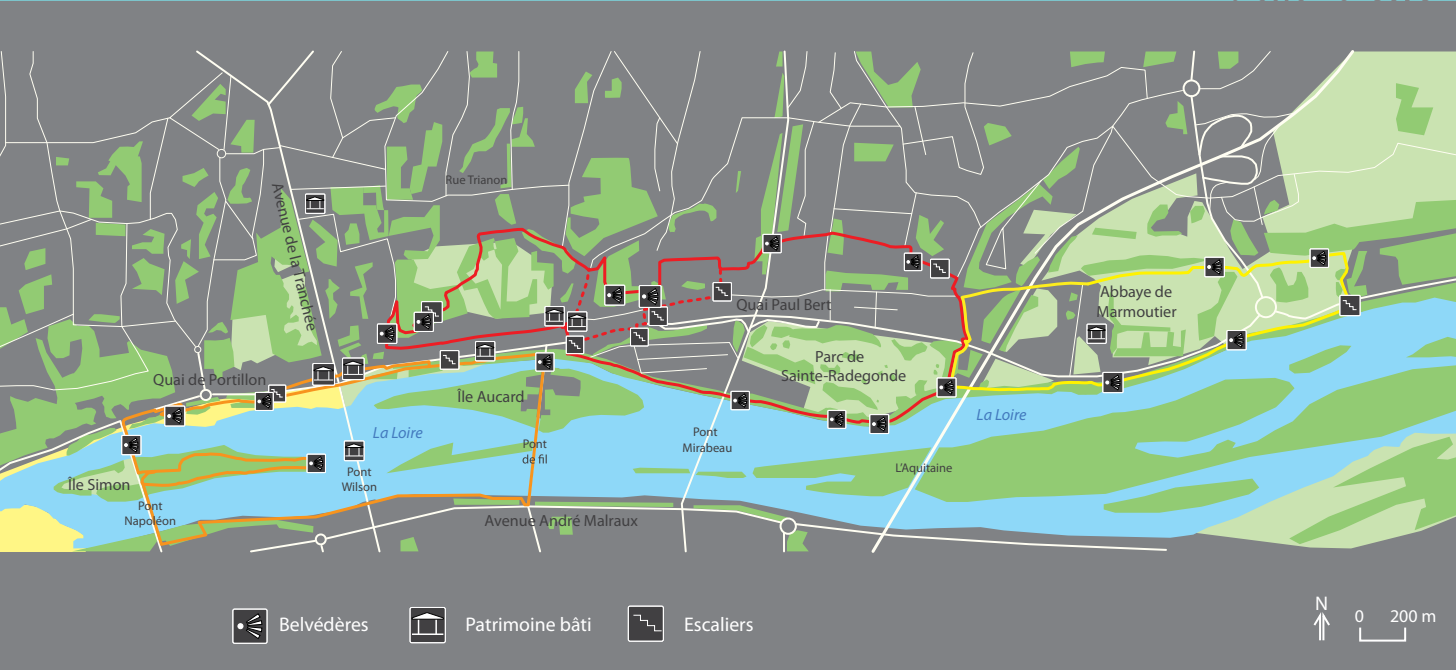 Rue Trianon
Avenue de la Tranchée
Quai Paul Bert
Abbaye de
Marmoutier
Parc de
Sainte-Radegonde
Quai de Portillon
Île Aucard
La Loire
La Loire
Pont
de fil
Pont
Mirabeau
L'Aquitaine
Pont
Wilson
Île Simon
Pont
Napoléon
Avenue André Malraux
Belvédères
Patrimoine bâti
Escaliers
N
0 200 m